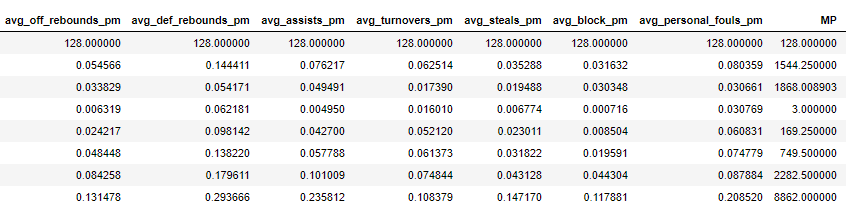 avg_off_rebounds_pm avg_def_rebounds_pm avg_assists_pm avg_turnovers_pm avg_steals_pm avg_block_pm avg_personal_fouls_pm MP
128.000000 128.000000 128.000000 128.000000 128.000000 128.000000 128.000000 128.000000
0.054566 0.144411 0.076217 0.062514 0.035288 0.031632 0.080359 1544.250000
0.033829 0.054171 0.049491 0.017390 0.019488 0.030348 0.030661 1868.008903
0.006319 0.062181 0.004950 0.016010 0.006774 0.000716 0.030769 3.000000
0.024217 0.098142 0.042700 0.052120 0.023011 0.008504 0.060831 169.250000
0.048448 0.138220 0.057788 0.061373 0.031822 0.019591 0.074779 749.500000
0.084258 0.179611 0.101009 0.074844 0.043128 0.044304 0.087884 2282.500000
0.131478 0.293666 0.235812 0.108379 0.147170 0.117881 0.208520 8862.000000